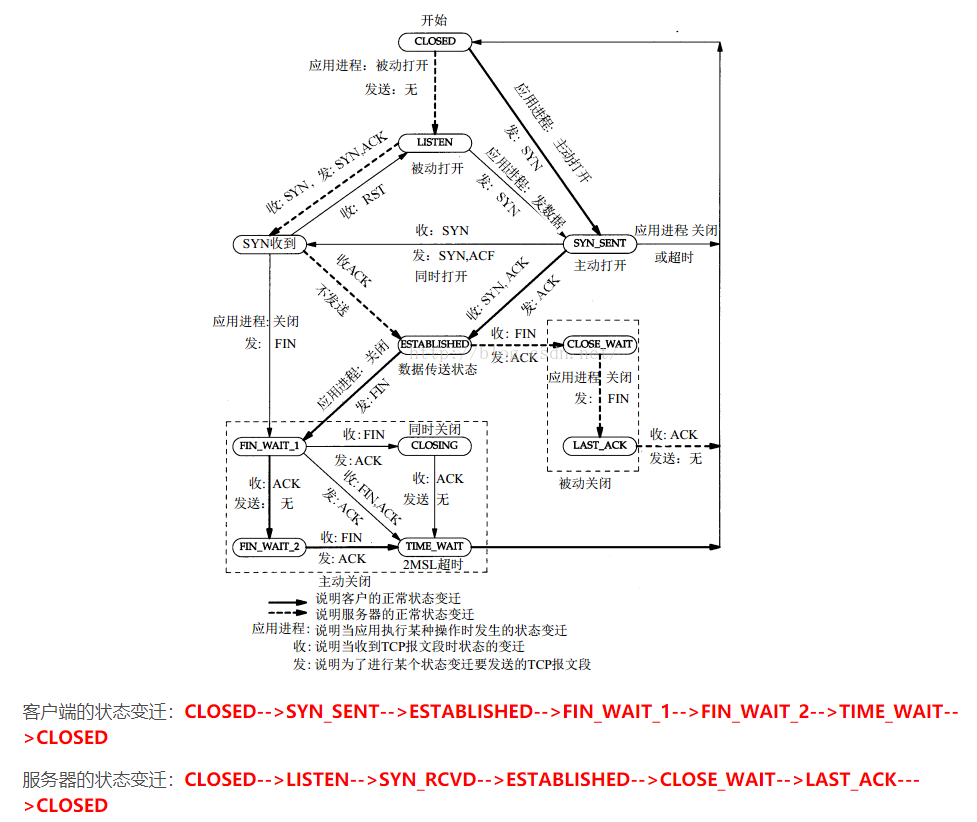 开始
CLOSED
应用进程：被动打开
发送：无
应用进程：主动打开
发：SYN
LISTEN
被动打开
收: SYN，发: SYN,ACK
收：RST
应用进程：发数据
发：SYN
SYN收到
收：SYN
发：SYN,ACF
同时打开
SYN_SENT
主动打开
应用进程 关闭
或超时
收ACK
不发送
收: SYN, ACK
发: ACK
应用进程: 关闭
发: FIN
ESTABLISHED
数据传送状态
收: FIN
发: ACK
CLOSE_WAIT
应用进程 关闭
发: FIN
应用进程：关闭
发: FIN
LAST_ACK
收: ACK
发送：无
被动关闭
FIN_WAIT_1
收: FIN
发: ACK
同时关闭
CLOSING
收: ACK
发送: 无
收: FIN,ACK
发: ACK
收: ACK
发送 无
FIN_WAIT_2
收: FIN
发: ACK
TIME_WAIT
2MSL超时
主动关闭
说明客户的正常状态变迁
说明服务器的正常状态变迁
应用进程: 说明当应用执行某种操作时发生的状态变迁
收: 说明当收到TCP报文段时状态的变迁
发: 说明为了进行某个状态变迁要发送的TCP报文段
客户端的状态变迁：CLOSED-->SYN_SENT-->ESTABLISHED-->FIN_WAIT_1-->FIN_WAIT_2-->TIME_WAIT--
>CLOSED
服务器的状态变迁：CLOSED-->LISTEN-->SYN_RCVD-->ESTABLISHED-->CLOSE_WAIT-->LAST_ACK---
>CLOSED